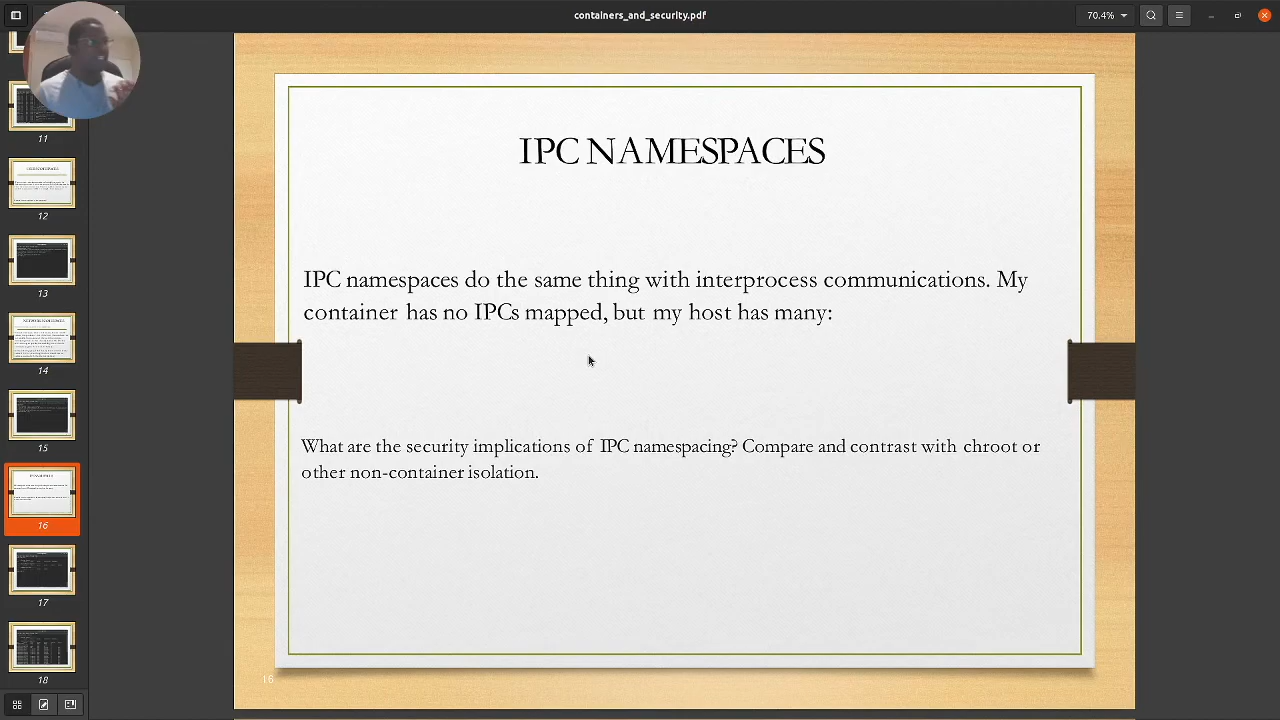 containers_and_security.pdf
70.4%
11
12
13
14
15
16
17
18
IPC NAMESPACES
IPC namespaces do the same thing with interprocess communications. My
container has no IPCs mapped, but my host has many:
What are the security implications of IPC namespacing? Compare and contrast with chroot or
other non-container isolation.
16